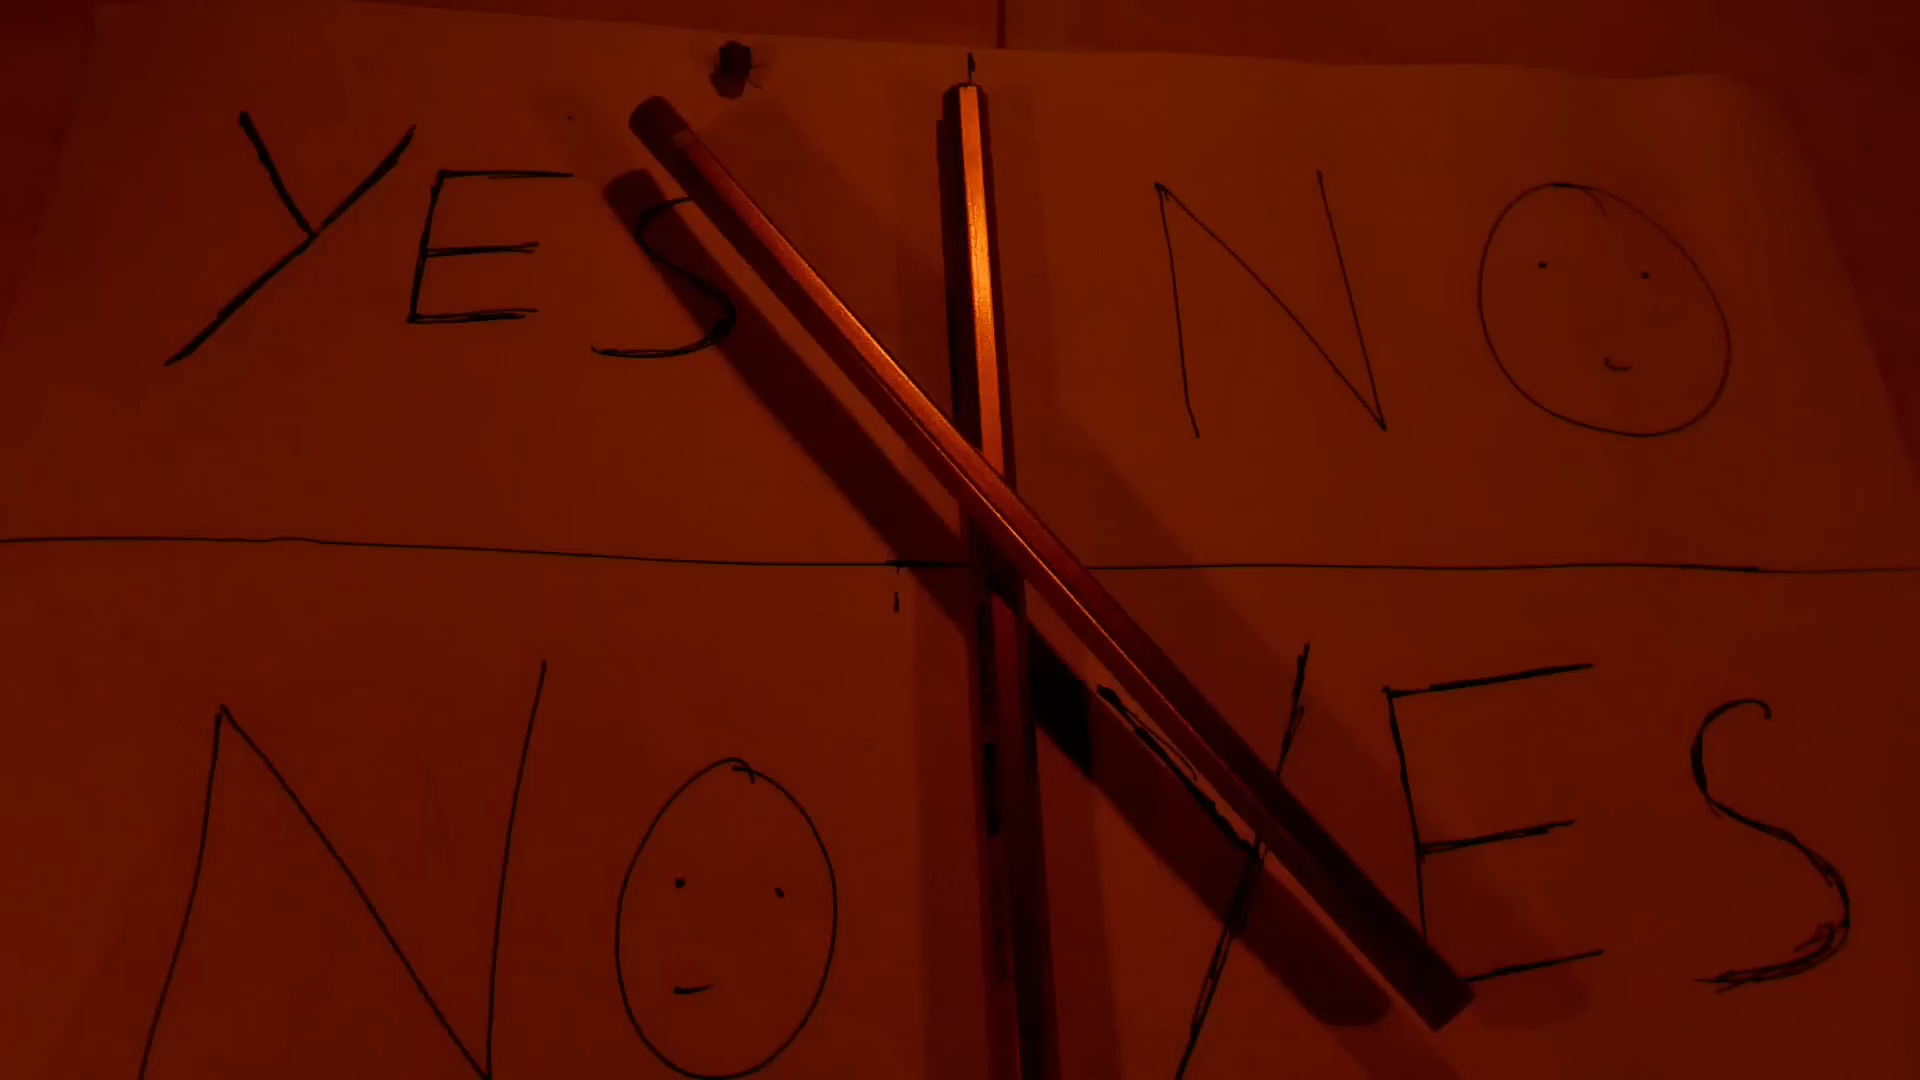 YES NO
NO YES